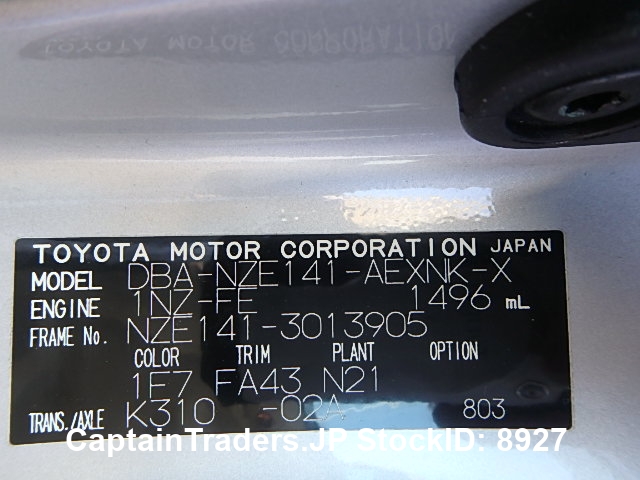 TOYOTA MOTOR CORPORATION JAPAN
MODEL DBA-NZE141-AEXNK-X
ENGINE 1NZ-FE 1496 mL
FRAME No. NZE141-3013905
COLOR TRIM PLANT OPTION
1E7 FA43 N21
TRANS./AXLE K310 -02A 803
CaptainTraders.JP StockID: 8927